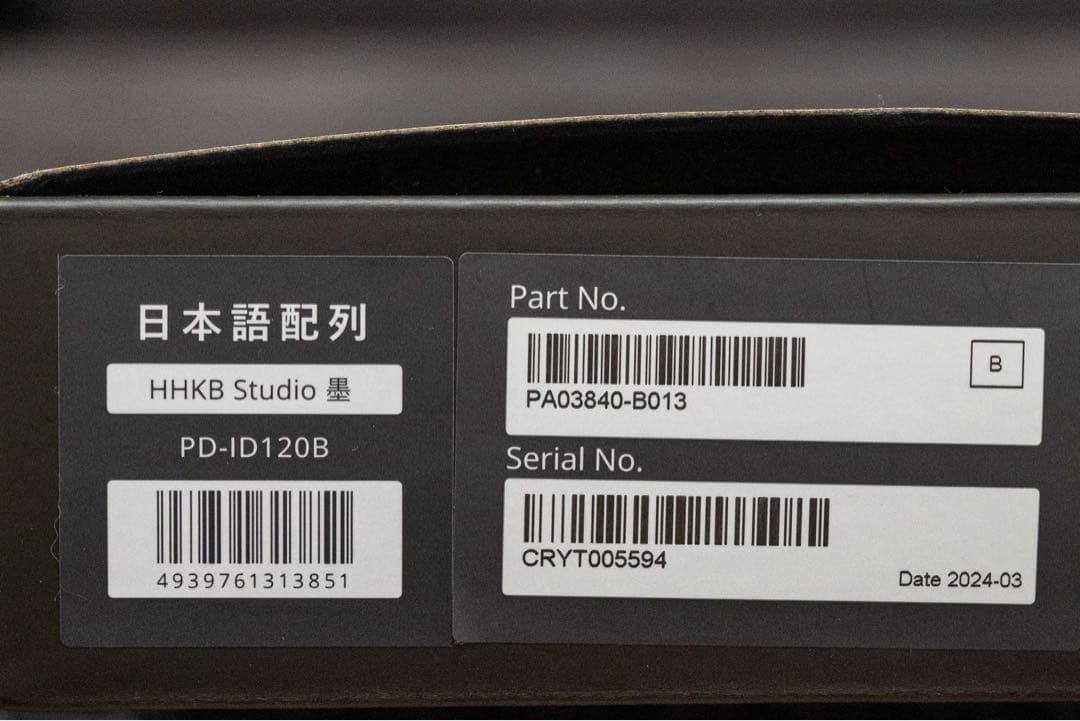 日本語配列
HHKB Studio 墨
PD-ID120B
4939761313851
Part No.
PA03840-B013
B
Serial No.
CRYT005594
Date 2024-03